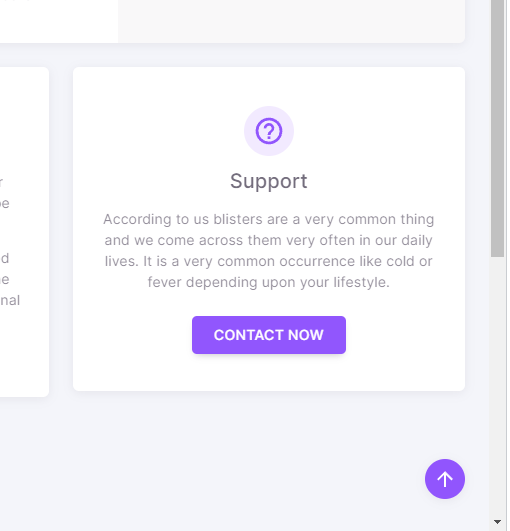 r
be
d
e
nal
Support
According to us blisters are a very common thing
and we come across them very often in our daily
lives. It is a very common occurrence like cold or
fever depending upon your lifestyle.
CONTACT NOW